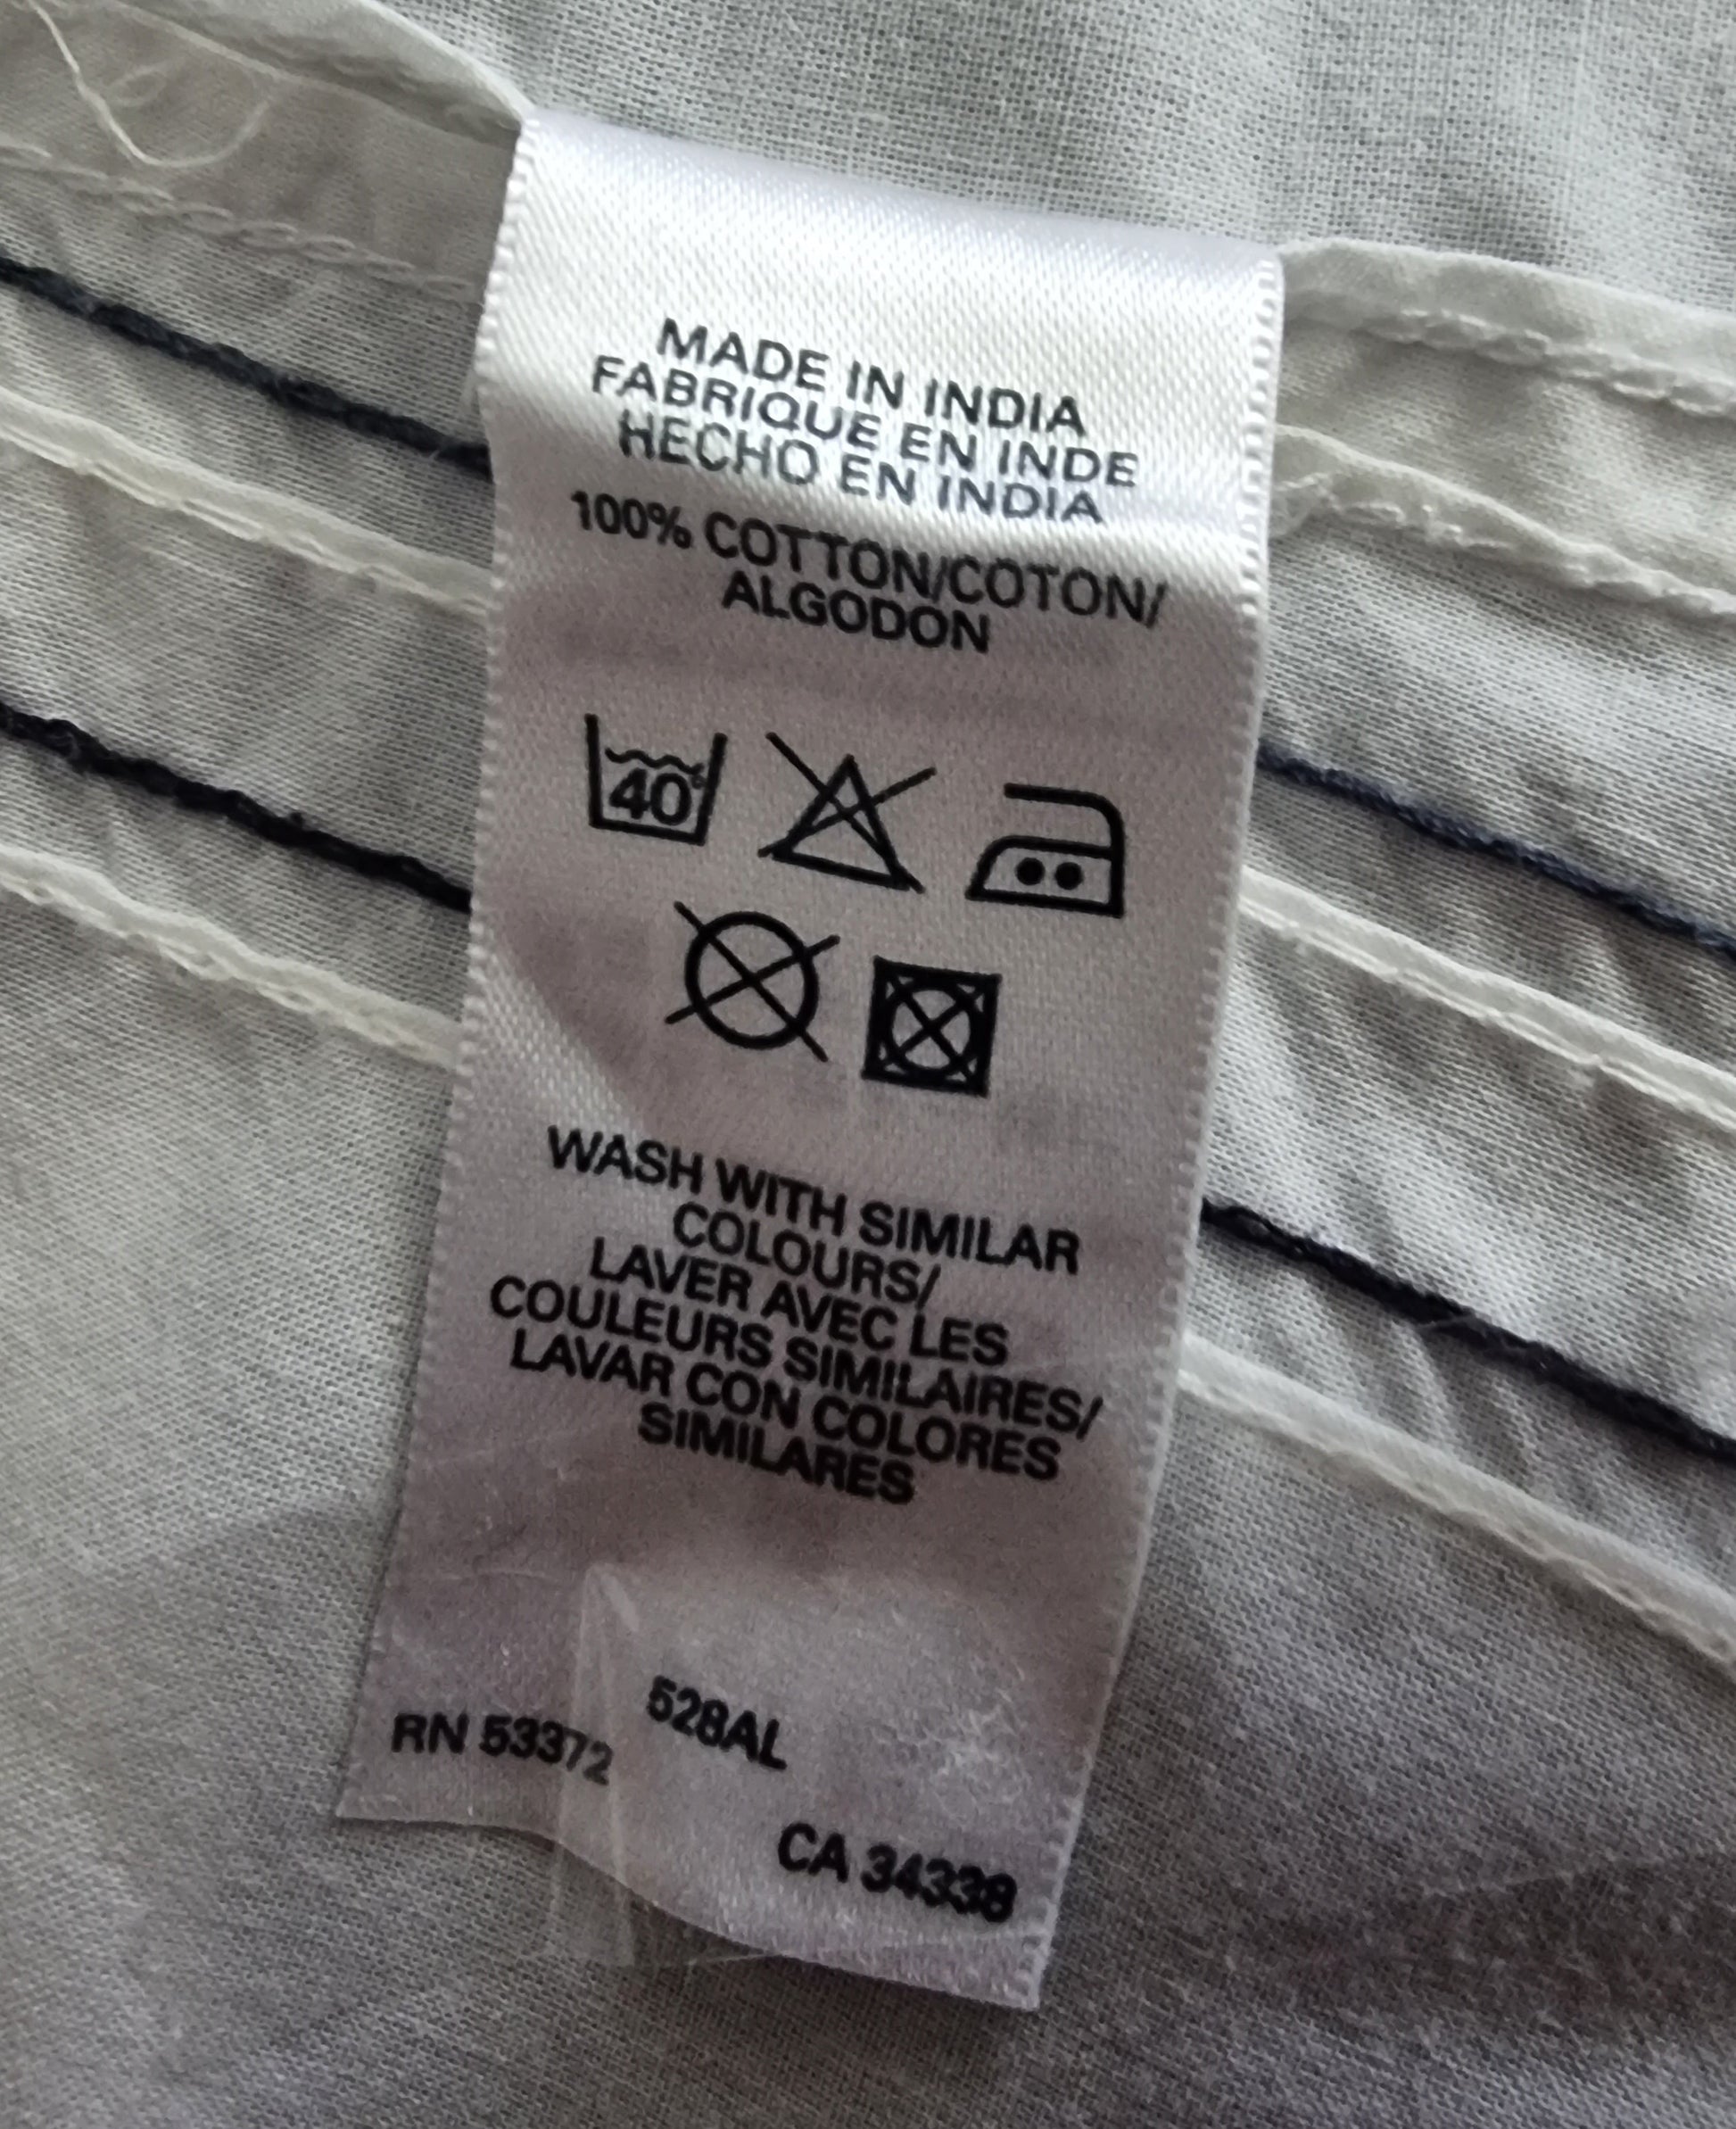 MADE IN INDIA
FABRIQUE EN INDE
HECHO EN INDIA
100% COTTON/COTON/
ALGODON
40°
WASH WITH SIMILAR
COLOURS/
LAVER AVEC LES
COULEURS SIMILAIRES/
LAVAR CON COLORES
SIMILARES
528AL
RN 53372
CA 34338